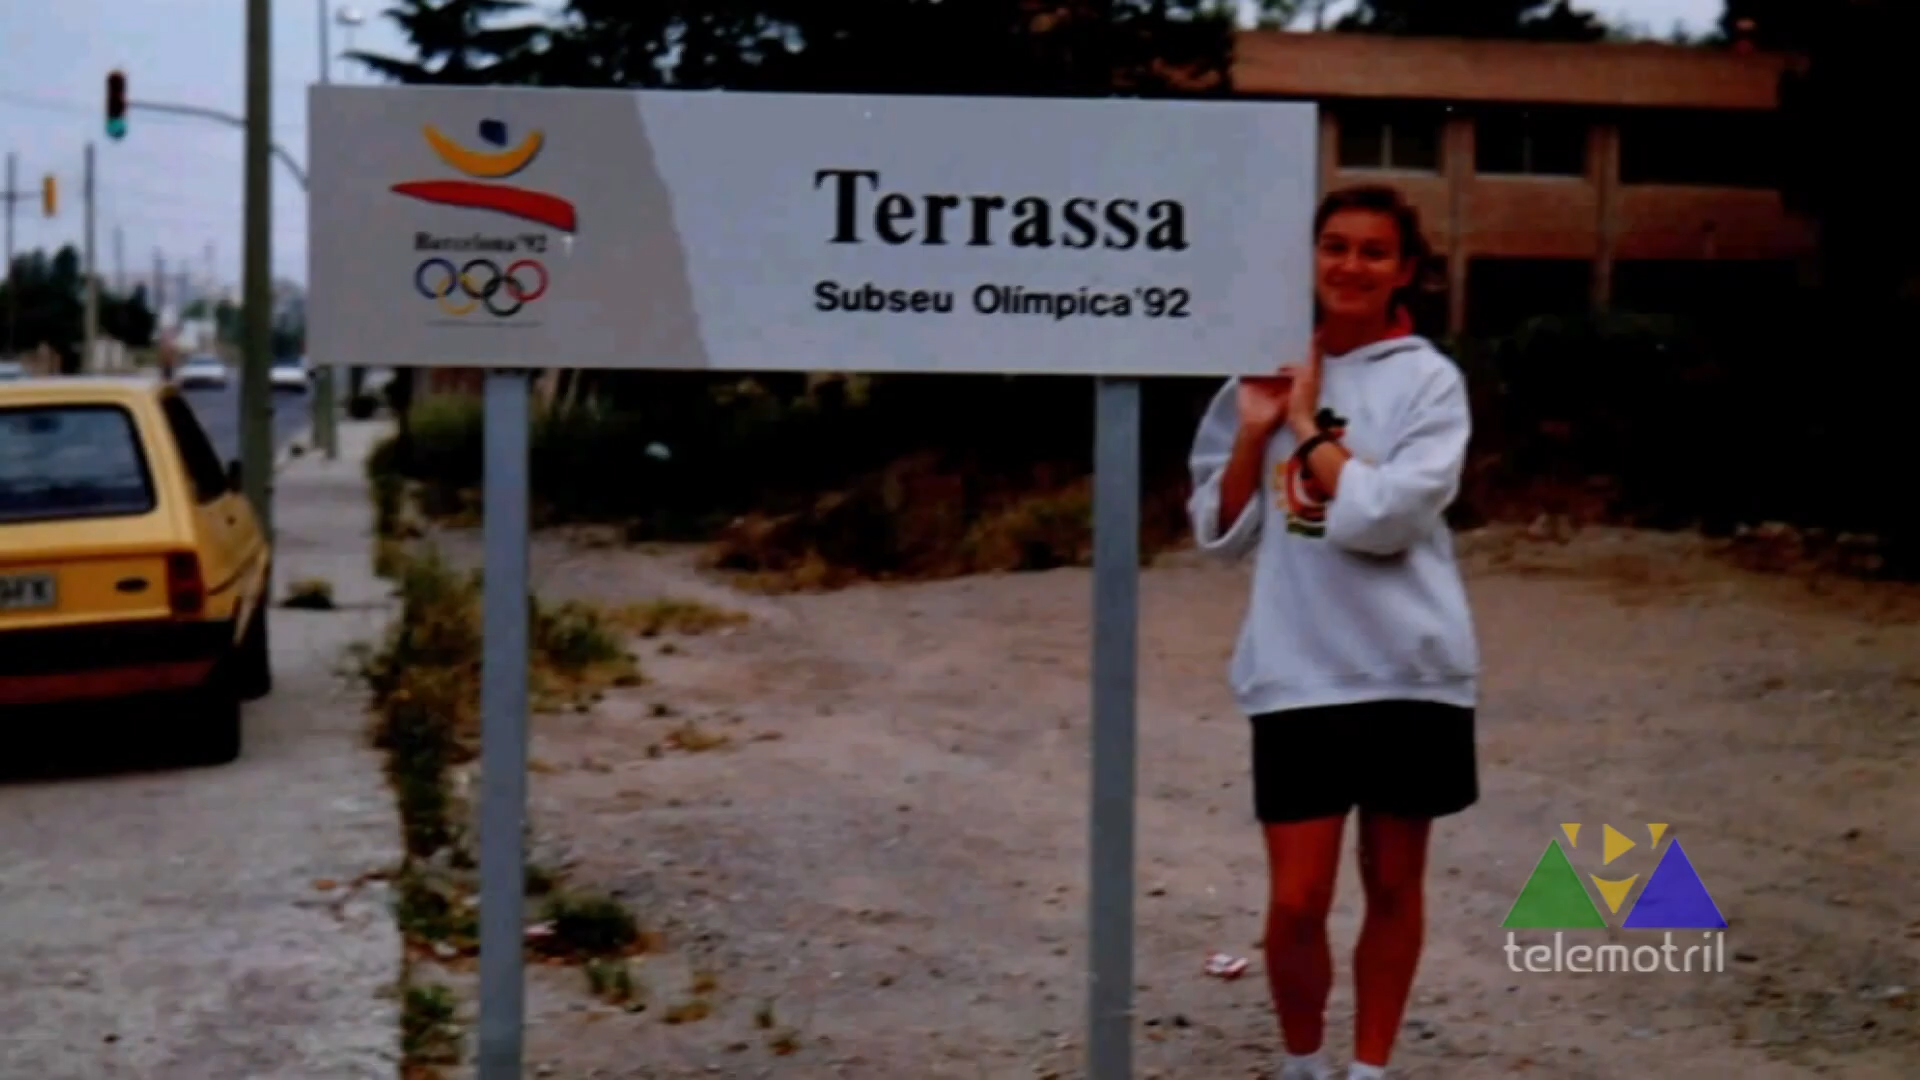 Barcelona'92
Terrassa
Subseu Olímpica'92
telemotril